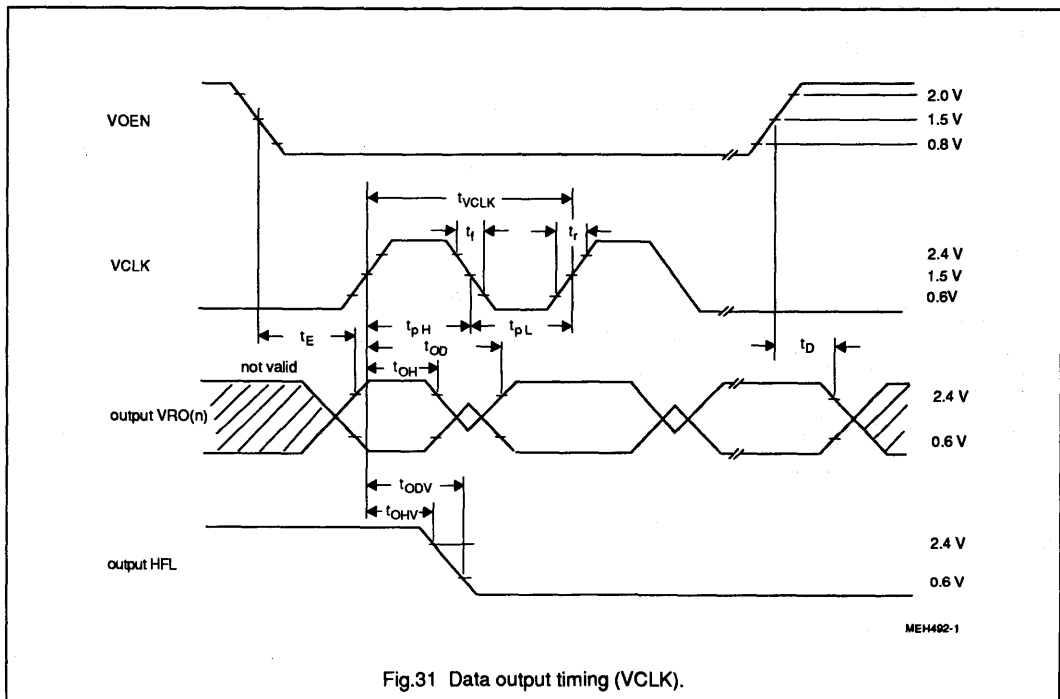 VOEN
2.0 V
1.5 V
0.8 V
tVCLK
tf
tr
VCLK
2.4 V
1.5 V
0.6V
tE
tpH
tpL
tOD
tD
tOH
not valid
output VRO(n)
2.4 V
0.6 V
tODV
tOHV
output HFL
2.4 V
0.6 V
MEH492-1
Fig.31 Data output timing (VCLK).